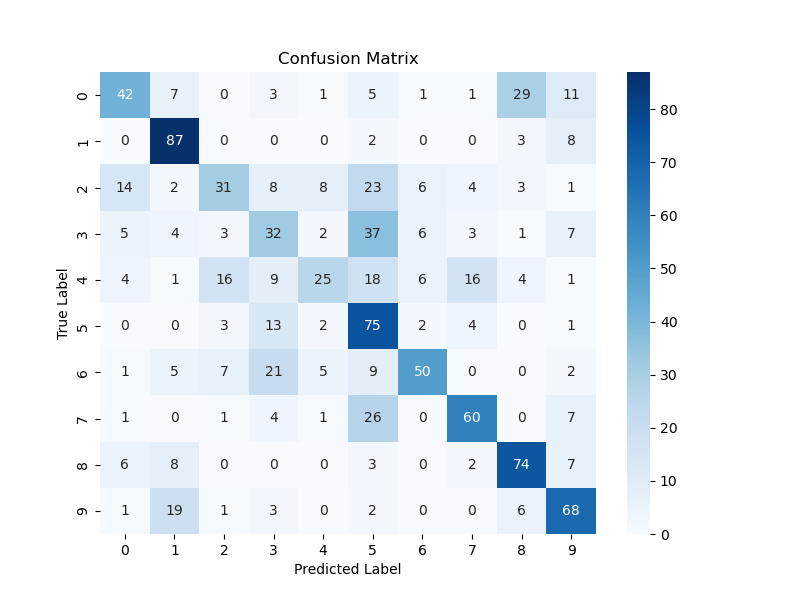 Confusion Matrix
0 42 7 0 3 1 5 1 1 29 11
1 0 87 0 0 0 2 0 0 3 8
2 14 2 31 8 8 23 6 4 3 1
3 5 4 3 32 2 37 6 3 1 7
4 4 1 16 9 25 18 6 16 4 1
5 0 0 3 13 2 75 2 4 0 1
6 1 5 7 21 5 9 50 0 0 2
7 1 0 1 4 1 26 0 60 0 7
8 6 8 0 0 0 3 0 2 74 7
9 1 19 1 3 0 2 0 0 6 68
0 1 2 3 4 5 6 7 8 9
Predicted Label
True Label
80
70
60
50
40
30
20
10
0